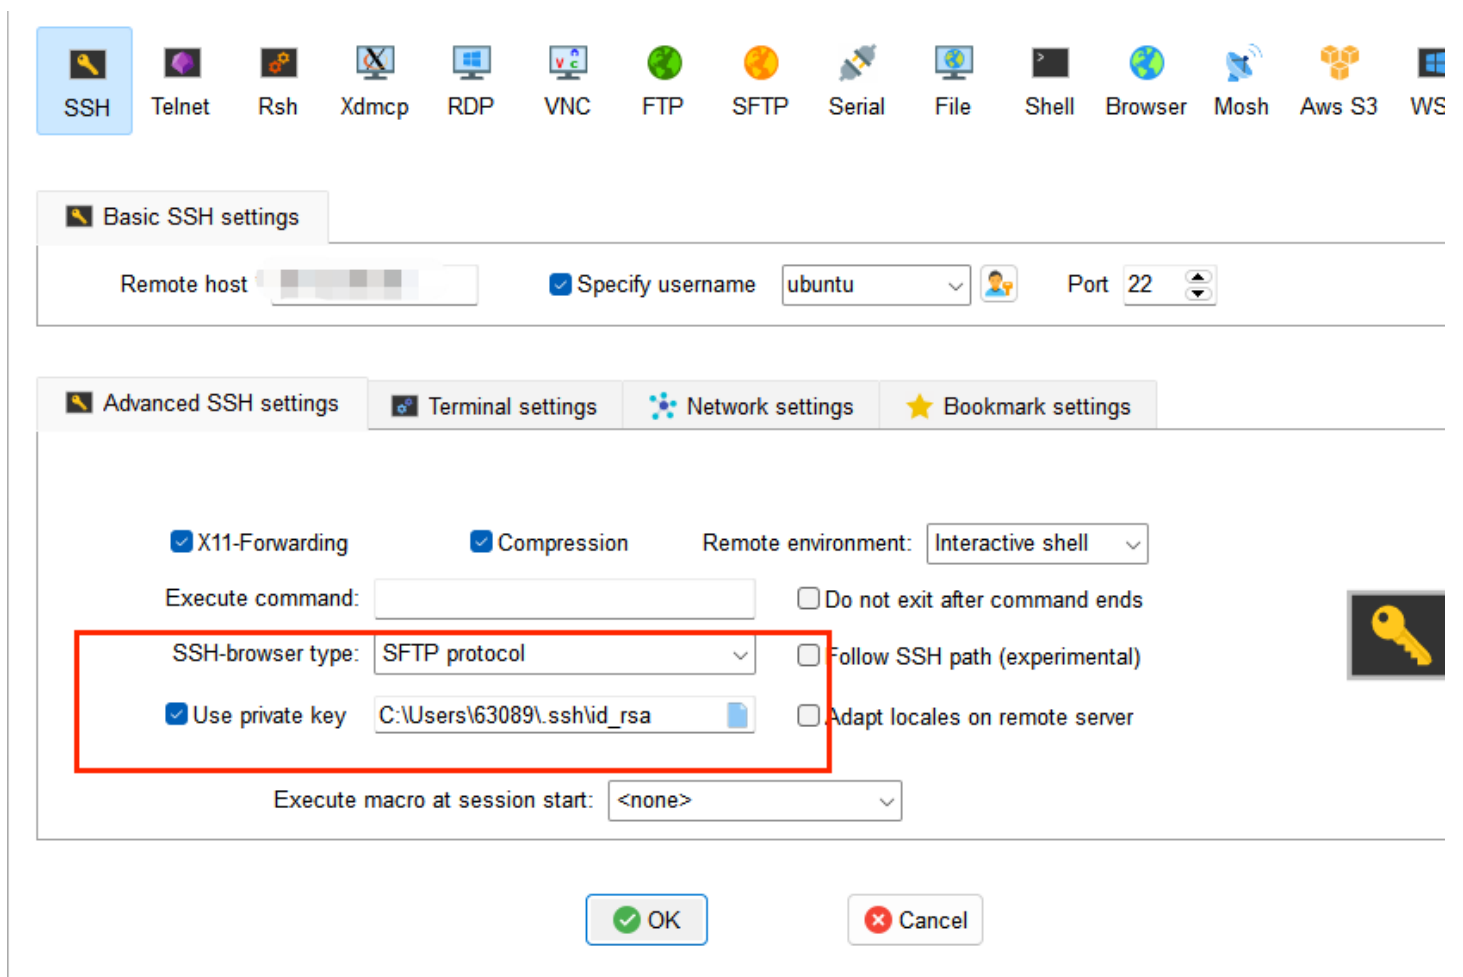 SSH Telnet Rsh Xdmcp RDP VNC FTP SFTP Serial File Shell Browser Mosh Aws S3 WS
Basic SSH settings
Remote host Specify username ubuntu Port 22
Advanced SSH settings Terminal settings Network settings Bookmark settings
X11-Forwarding Compression Remote environment: Interactive shell
Execute command: Do not exit after command ends
SSH-browser type: SFTP protocol Follow SSH path (experimental)
Use private key C:\Users\63089\.ssh\id_rsa Adapt locales on remote server
Execute macro at session start: <none>
OK Cancel